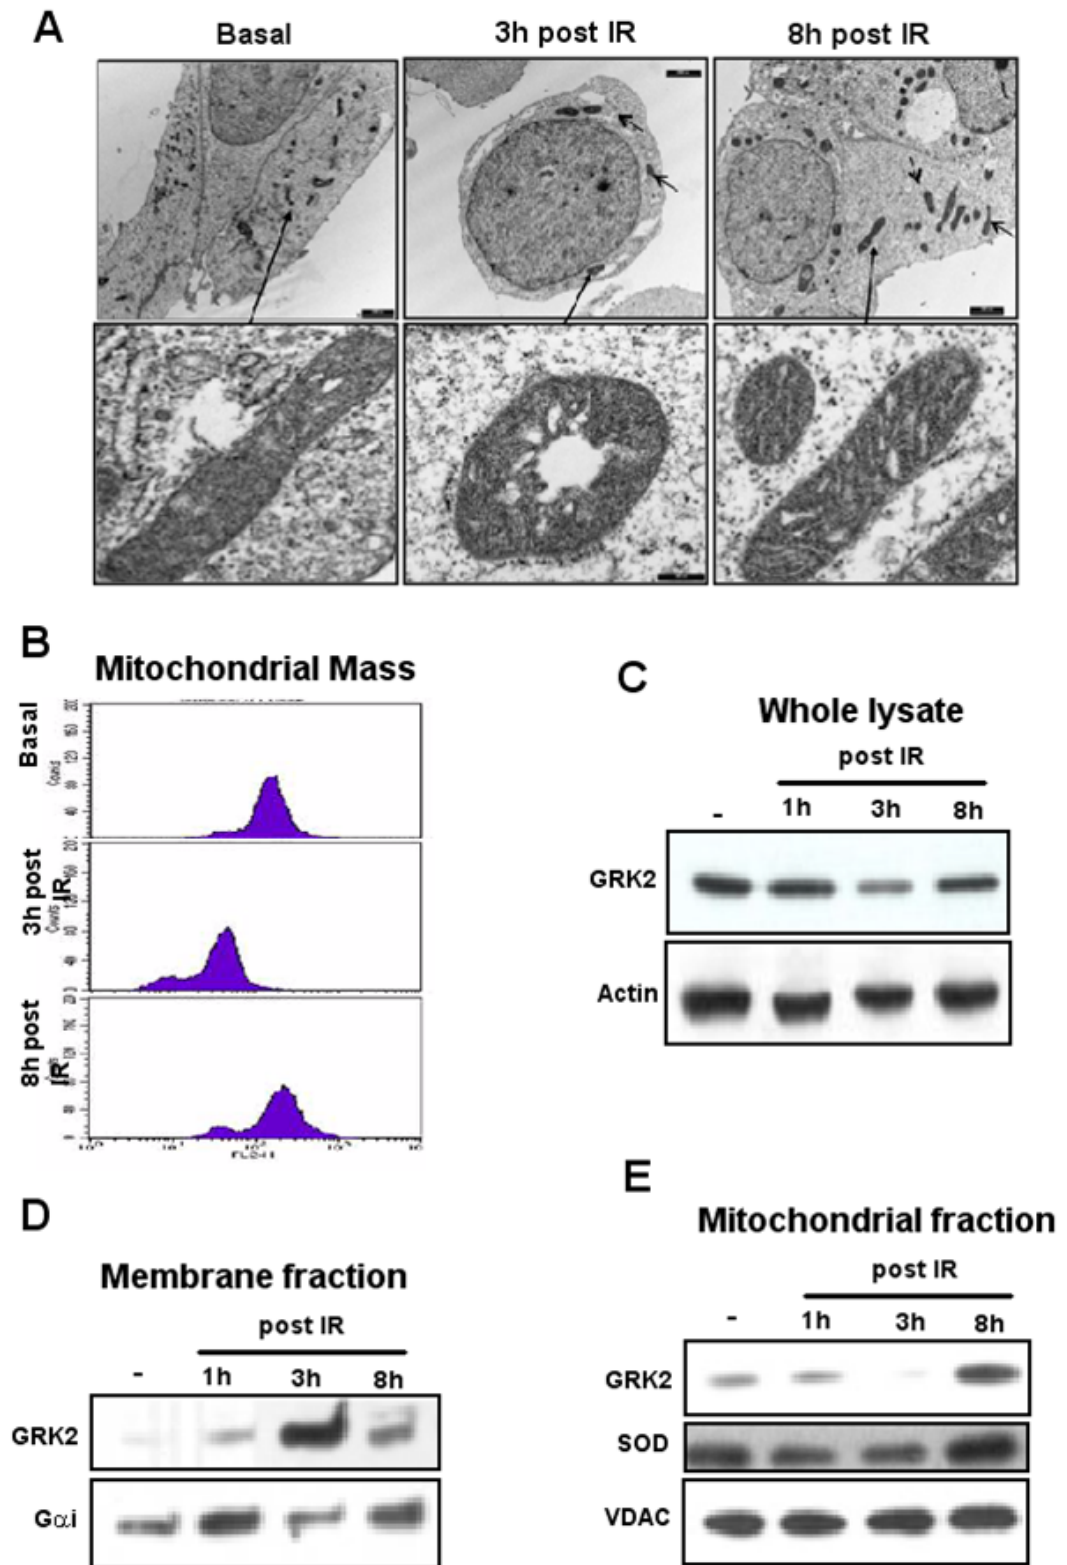 A
Basal
3h post IR
8h post IR
B
Mitochondrial Mass
Basal
3h post
IR
8h post
IR
C
Whole lysate
post IR
- 1h 3h 8h
GRK2
Actin
D
Membrane fraction
post IR
- 1h 3h 8h
GRK2
Gαi
E
Mitochondrial fraction
post IR
- 1h 3h 8h
GRK2
SOD
VDAC